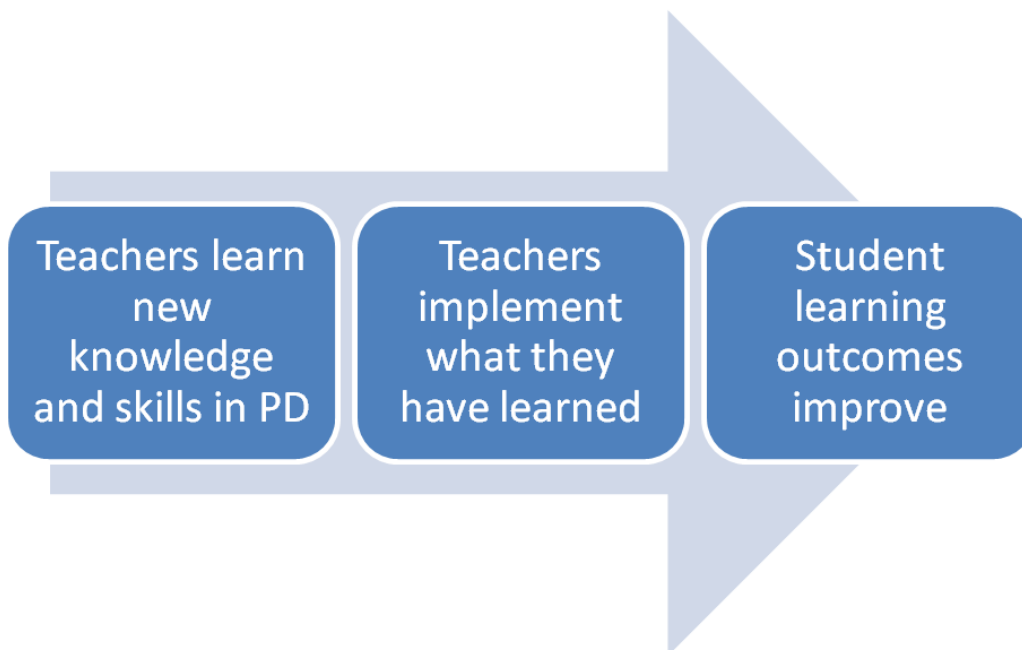 Teachers learn
new
knowledge
and skills in PD
Teachers
implement
what they
have learned
Student
learning
outcomes
improve